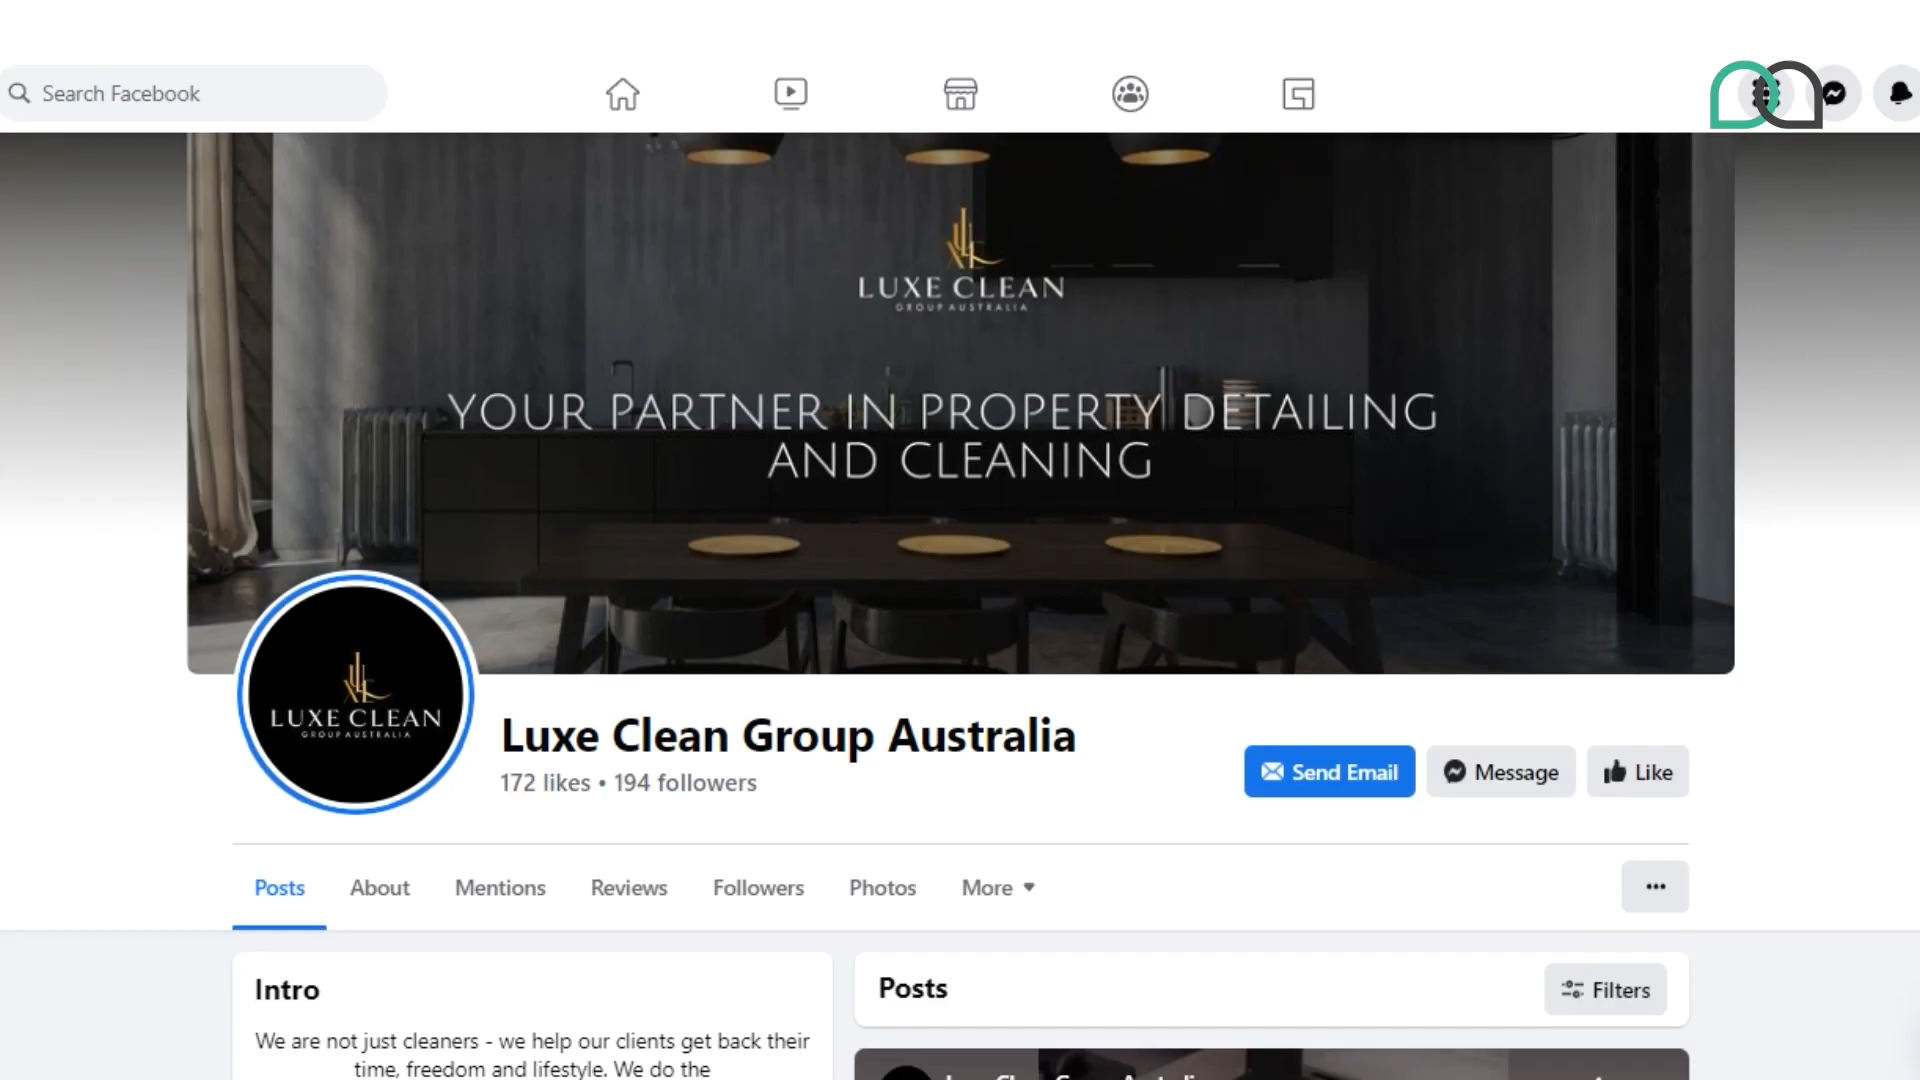 Search Facebook
LUXE CLEAN
GROUP AUSTRALIA
YOUR PARTNER IN PROPERTY DETAILING
AND CLEANING
LUXE CLEAN
GROUP AUSTRALIA
Luxe Clean Group Australia
172 likes • 194 followers
Send Email
Message
Like
Posts
About
Mentions
Reviews
Followers
Photos
More
Intro
We are not just cleaners - we help our clients get back their
time, freedom and lifestyle. We do the
Posts
Filters